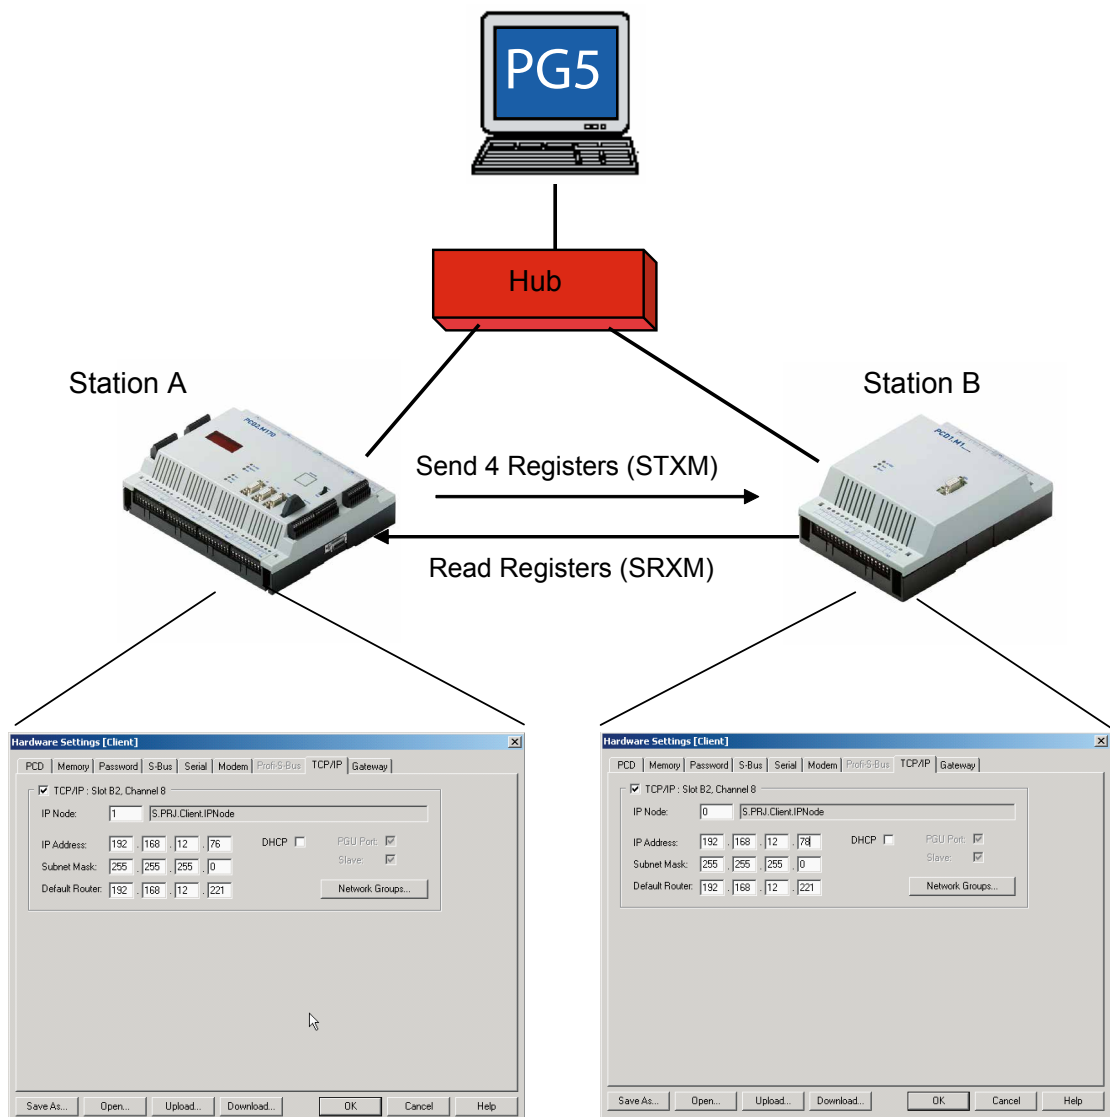 PG5
Hub
Station A
Station B
PCD2.M170
PCD1.M1
Send 4 Registers (STXM)
Read Registers (SRXM)
Hardware Settings [Client]
PCD Memory Password S-Bus Serial Modem Profi-S-Bus TCP/IP Gateway
TCP/IP : Slot B2, Channel 8
IP Node: 1 S.PRJ.Client.IPNode
IP Address: 192 . 168 . 12 . 76 DHCP PGU Port:
Subnet Mask: 255 . 255 . 255 . 0 Slave:
Default Router: 192 . 168 . 12 . 221 Network Groups...
Save As... Open... Upload... Download... OK Cancel Help
Hardware Settings [Client]
PCD Memory Password S-Bus Serial Modem Profi-S-Bus TCP/IP Gateway
TCP/IP : Slot B2, Channel 8
IP Node: 0 S.PRJ.Client.IPNode
IP Address: 192 . 168 . 12 . 78 DHCP PGU Port:
Subnet Mask: 255 . 255 . 255 . 0 Slave:
Default Router: 192 . 168 . 12 . 221 Network Groups...
Save As... Open... Upload... Download... OK Cancel Help